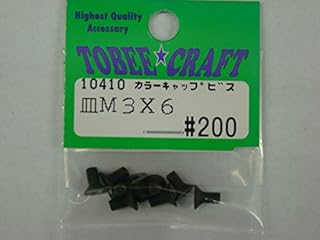 Highest Quality
Accessary
TOBEE★CRAFT
10410 カラーキャップビス
皿M3X6
#200